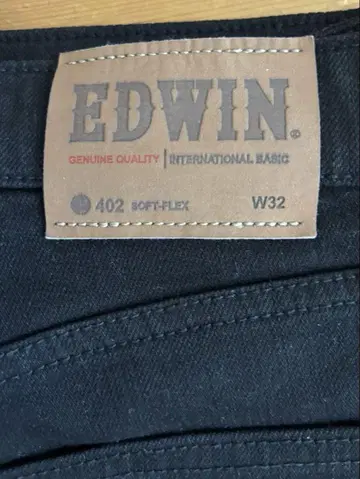 EDWIN®
GENUINE QUALITY | INTERNATIONAL BASIC
402 SOFT-FLEX W32